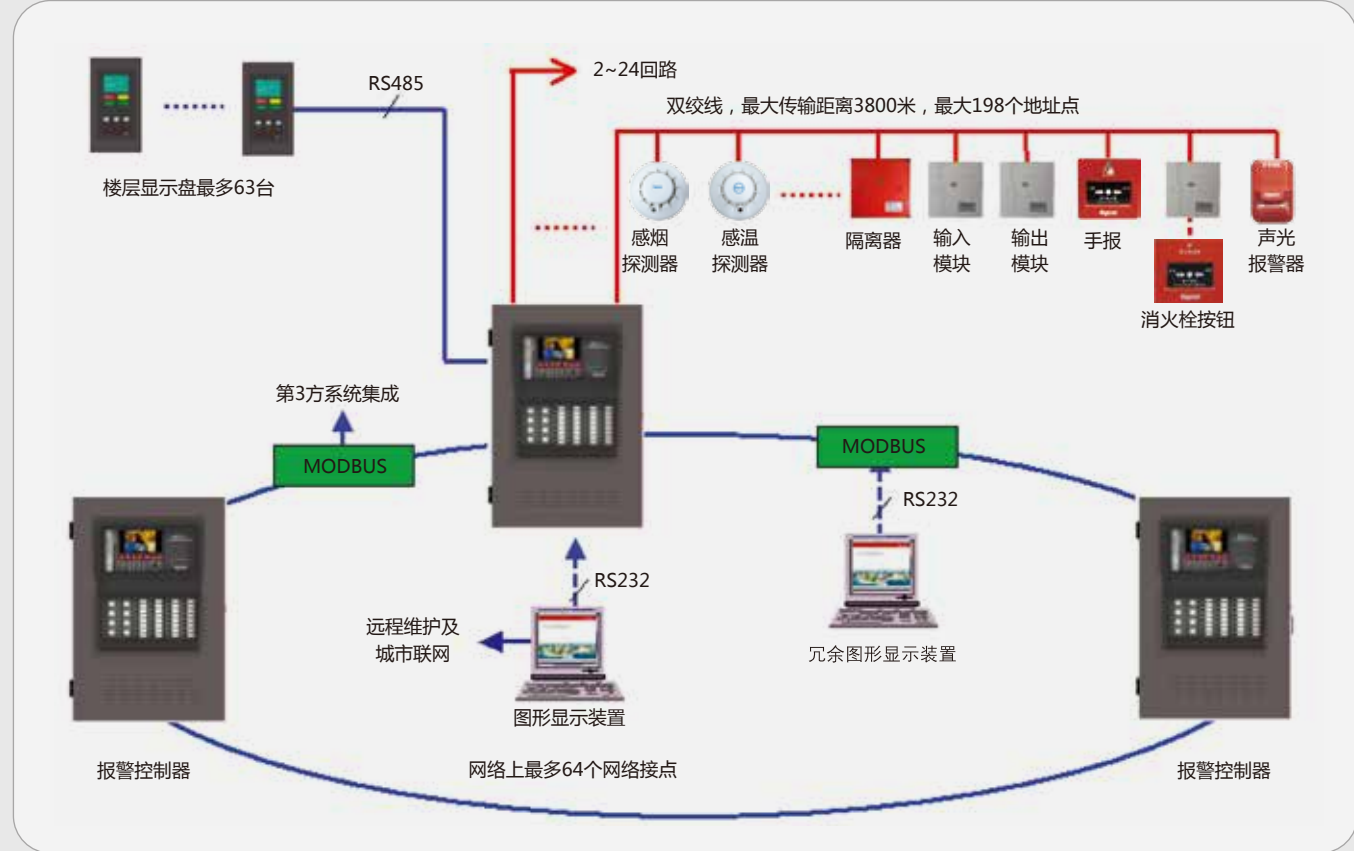 2~24回路
RS485
双绞线，最大传输距离3800米，最大198个地址点
楼层显示盘最多63台
感烟
探测器
感温
探测器
隔离器
输入
模块
输出
模块
手报
声光
报警器
消火栓按钮
第3方系统集成
MODBUS
MODBUS
RS232
RS232
远程维护及
城市联网
冗余图形显示装置
图形显示装置
报警控制器
网络上最多64个网络接点
报警控制器